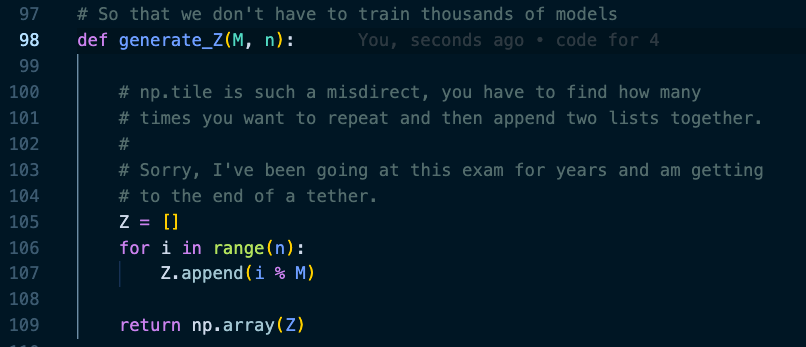 97 # So that we don't have to train thousands of models
98 def generate_Z(M, n): You, seconds ago • code for 4
99
100 # np.tile is such a misdirect, you have to find how many
101 # times you want to repeat and then append two lists together.
102 #
103 # Sorry, I've been going at this exam for years and am getting
104 # to the end of a tether.
105 Z = []
106 for i in range(n):
107 Z.append(i % M)
108
109 return np.array(Z)